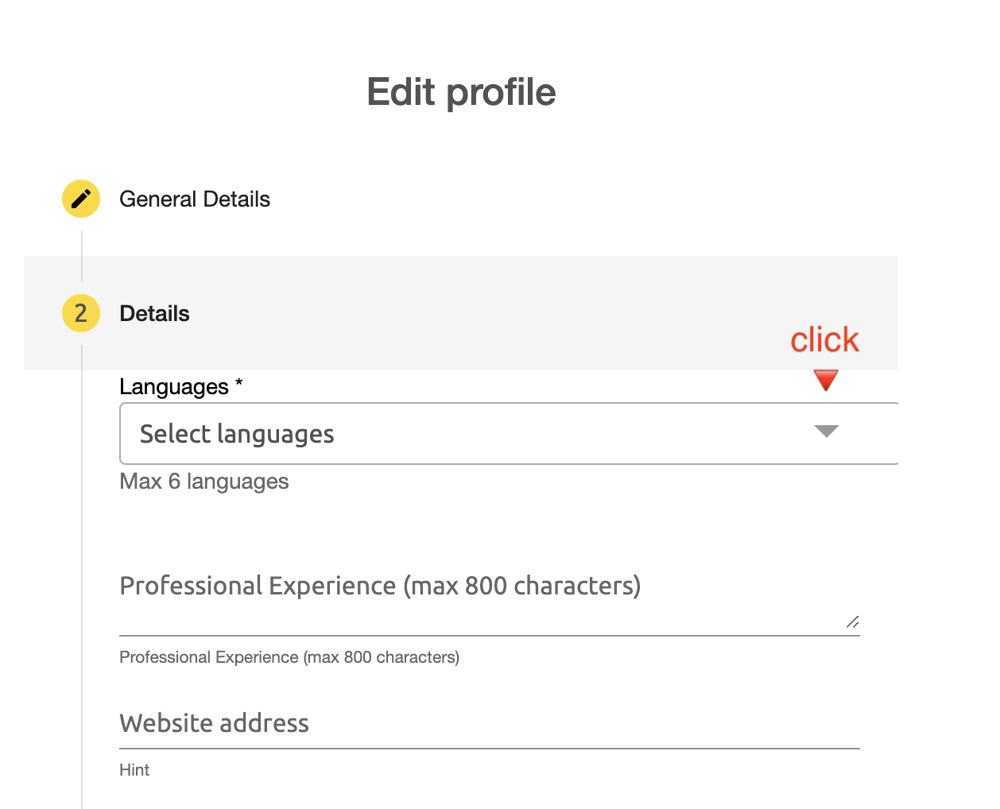 Edit profile
General Details
2 Details
click
Languages *
Select languages
Max 6 languages
Professional Experience (max 800 characters)
Professional Experience (max 800 characters)
Website address
Hint